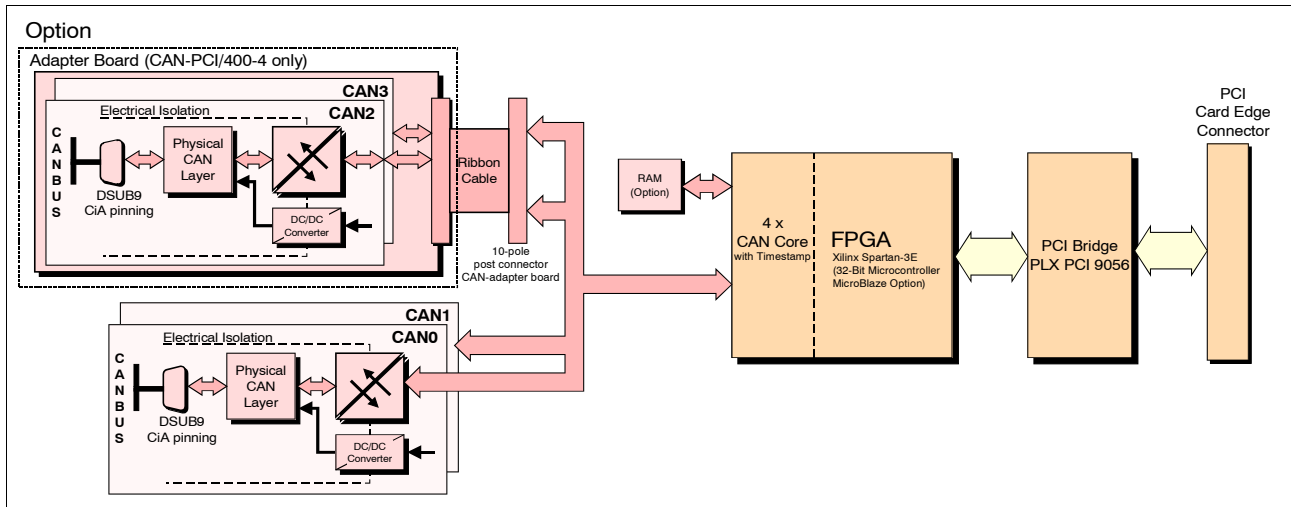 Option
Adapter Board (CAN-PCI/400-4 only)
CAN3
Electrical Isolation
CAN2
CANBUS
Physical
CAN
Layer
DSUB9
CiA pinning
DC/DC
Converter
Ribbon
Cable
10-pole
post connector
CAN-adapter board
CAN1
Electrical Isolation
CAN0
CANBUS
Physical
CAN
Layer
DSUB9
CiA pinning
DC/DC
Converter
RAM
(Option)
4 x
CAN Core
with Timestamp
FPGA
Xilinx Spartan-3E
(32-Bit Microcontroller
MicroBlaze Option)
PCI Bridge
PLX PCI 9056
PCI
Card Edge
Connector